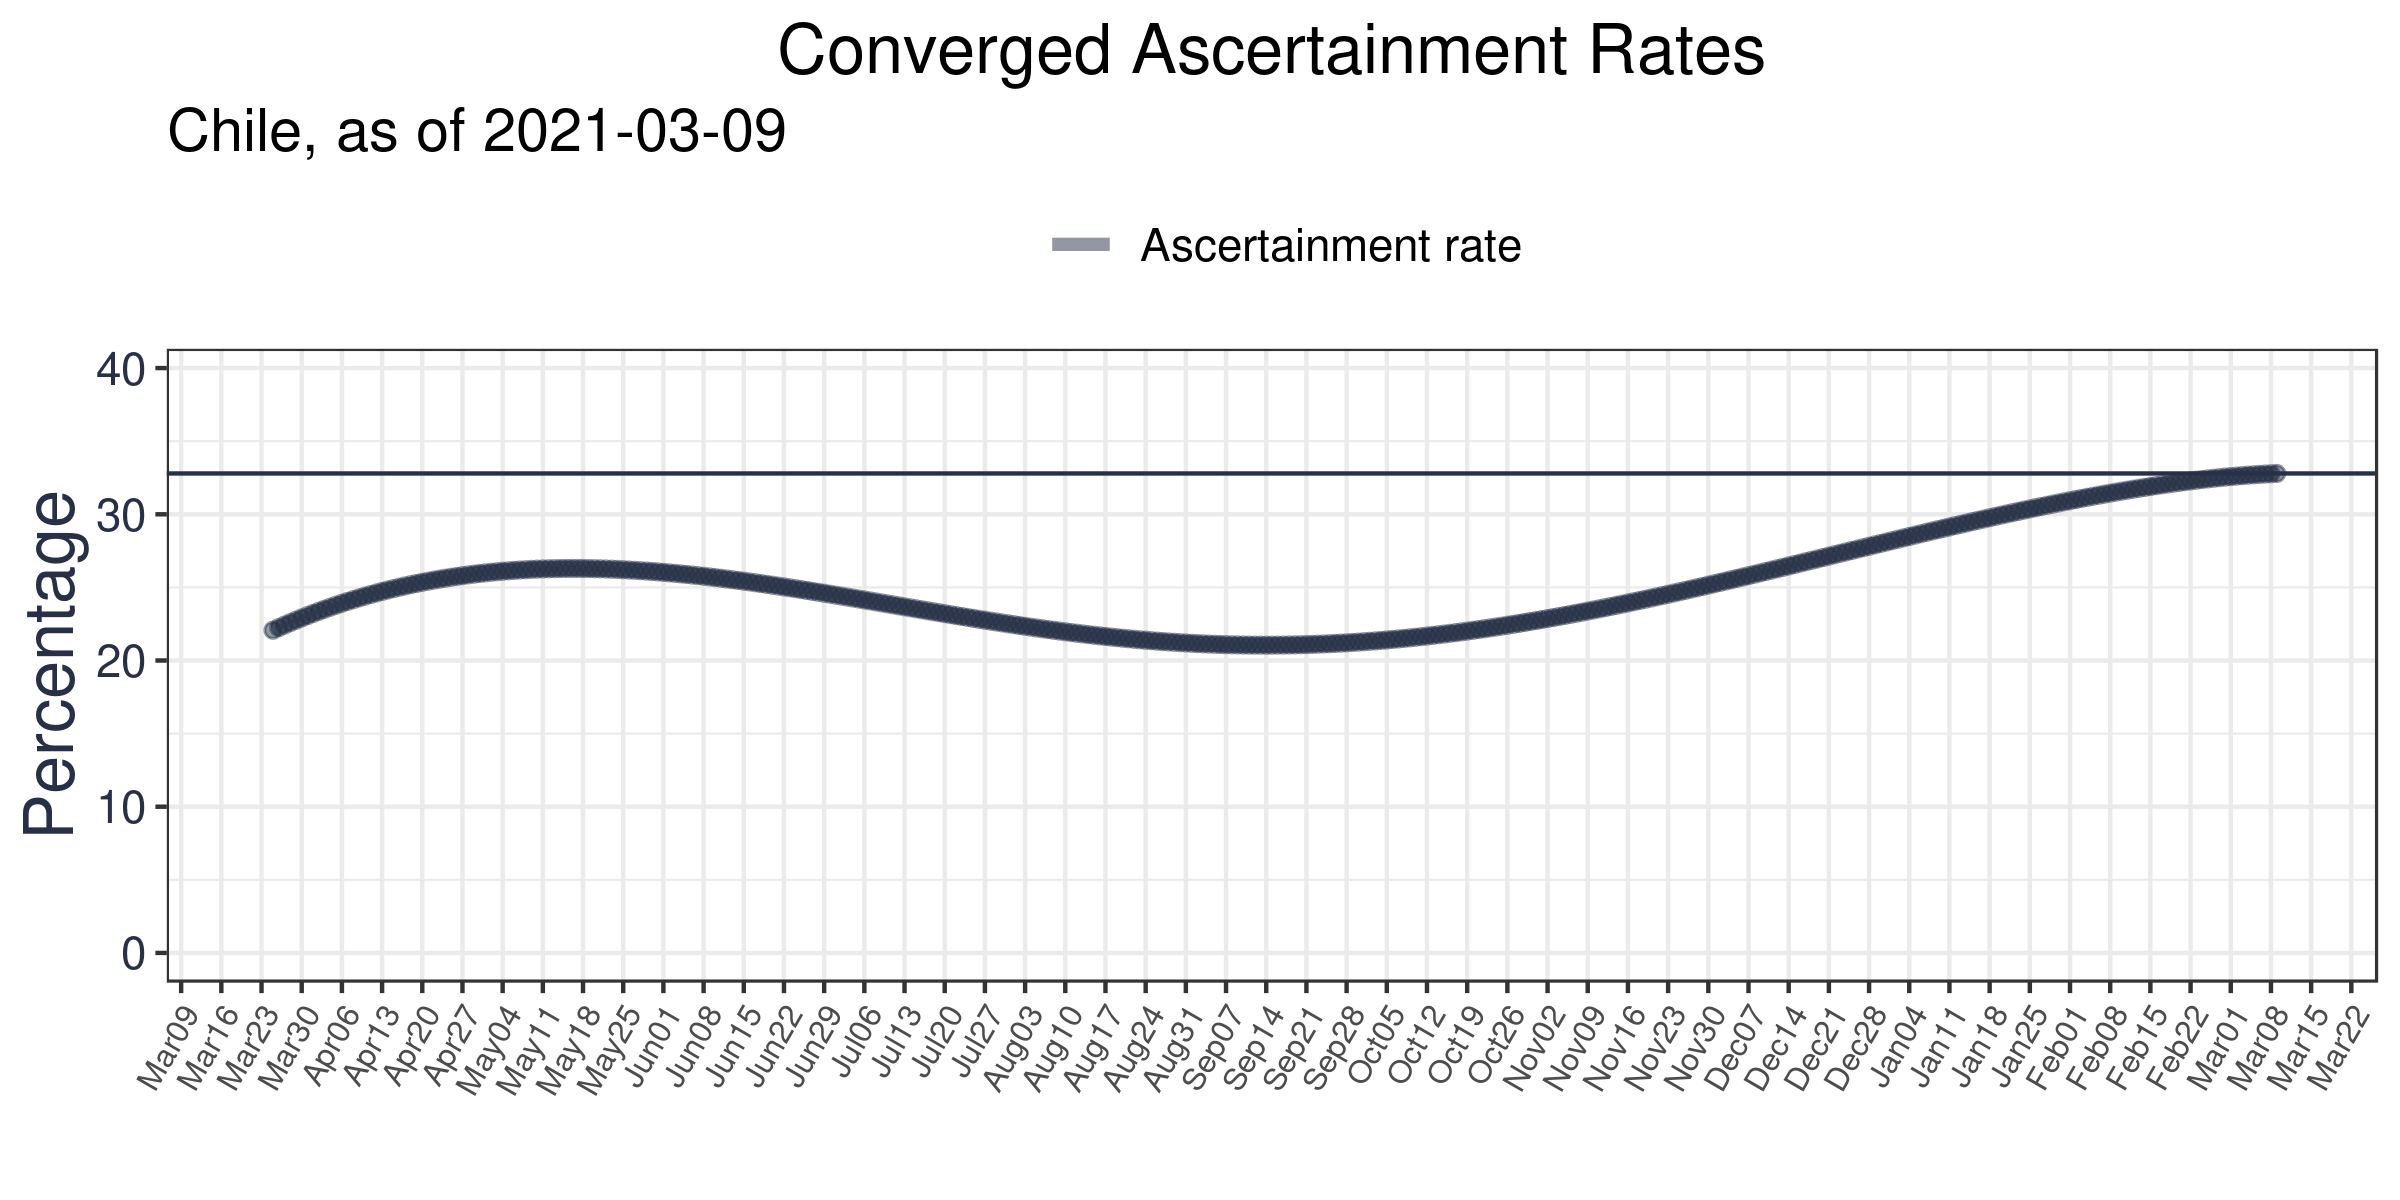 Converged Ascertainment Rates
Chile, as of 2021-03-09
Ascertainment rate
Percentage
40
30
20
10
0
Mar09 Mar16 Mar23 Mar30 Apr06 Apr13 Apr20 Apr27 May04 May11 May18 May25 Jun01 Jun08 Jun15 Jun22 Jun29 Jul06 Jul13 Jul20 Jul27 Aug03 Aug10 Aug17 Aug24 Aug31 Sep07 Sep14 Sep21 Sep28 Oct05 Oct12 Oct19 Oct26 Nov02 Nov09 Nov16 Nov23 Nov30 Dec07 Dec14 Dec21 Dec28 Jan04 Jan11 Jan18 Jan25 Feb01 Feb08 Feb15 Feb22 Mar01 Mar08 Mar15 Mar22